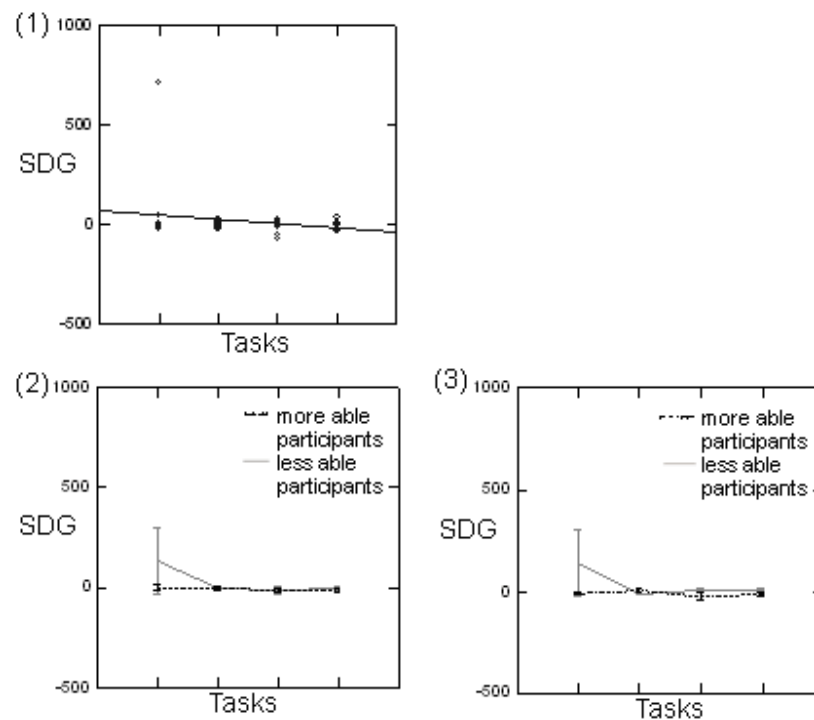 (1)
1000
500
SDG
0
-500
Tasks
(2)
1000
more able
participants
less able
participants
500
SDG
0
-500
Tasks
(3)
1000
more able
participants
less able
participants
500
SDG
0
-500
Tasks